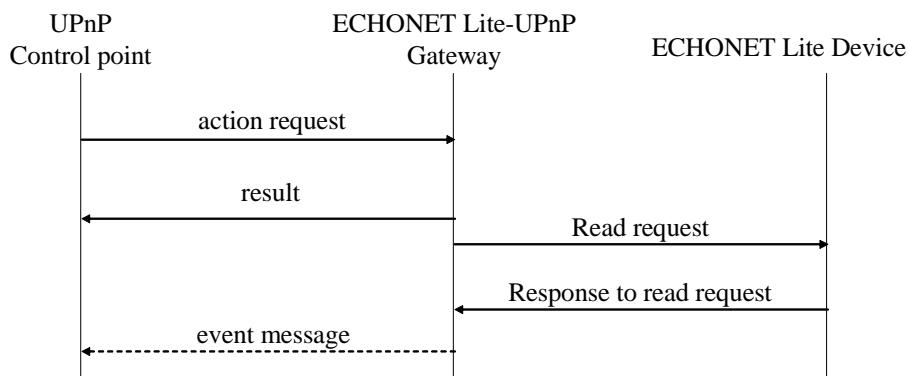 UPnP
Control point
ECHONET Lite-UPnP
Gateway
ECHONET Lite Device
action request
result
Read request
Response to read request
event message